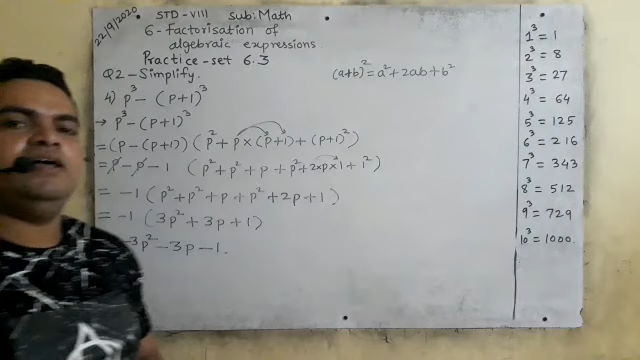 22/9/2020
STD-VIII Sub: Math
6-Factorisation of
algebraic expressions
Practice-set 6.3
Q2-Simplify.
(a+b)² = a²+2ab+b²
4) p³ - (p+1)³
→ p³ - (p+1)³
= (p - (p+1)) (p² + p × (p+1) + (p+1)²)
= p - p - 1 (p² + p² + p + p² + 2×p×1 + 1²)
= -1 (p² + p² + p + p² + 2p + 1)
= -1 (3p² + 3p + 1)
3p² - 3p - 1.
1³ = 1
2³ = 8
3³ = 27
4³ = 64
5³ = 125
6³ = 216
7³ = 343
8³ = 512
9³ = 729
10³ = 1000.